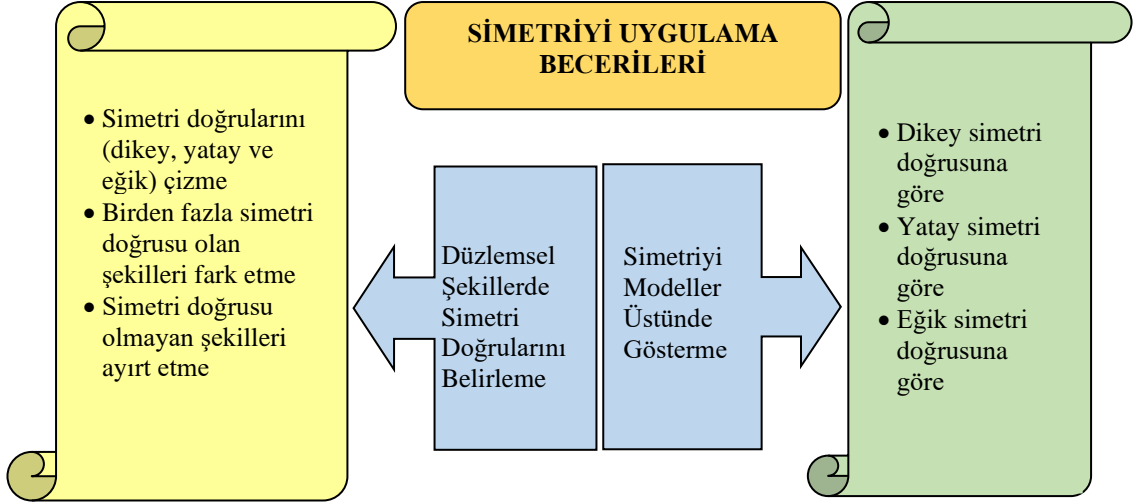 SİMETRİYİ UYGULAMA
BECERİLERİ
• Simetri doğrularını
(dikey, yatay ve
eğik) çizme
• Birden fazla simetri
doğrusu olan
şekilleri fark etme
• Simetri doğrusu
olmayan şekilleri
ayırt etme
Düzlemsel
Şekillerde
Simetri
Doğrularını
Belirleme
Simetriyi
Modeller
Üstünde
Gösterme
• Dikey simetri
doğrusuna
göre
• Yatay simetri
doğrusuna
göre
• Eğik simetri
doğrusuna
göre